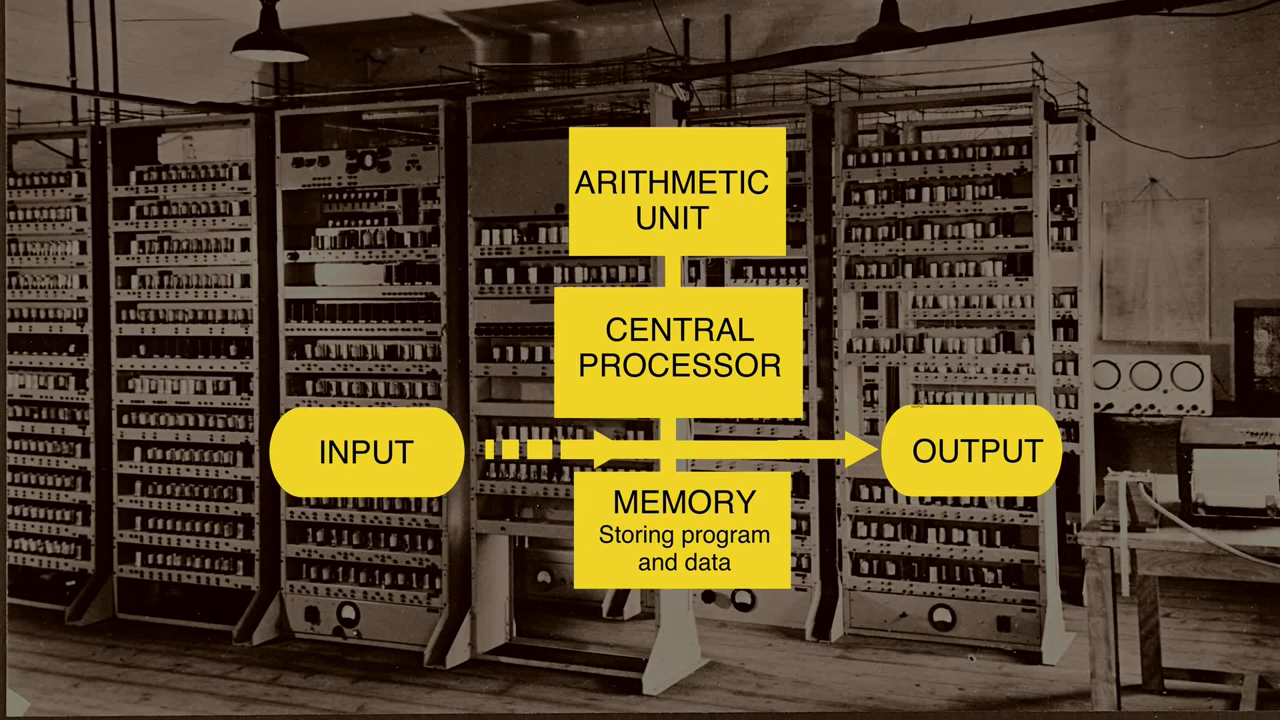 ARITHMETIC
UNIT
CENTRAL
PROCESSOR
INPUT
OUTPUT
MEMORY
Storing program
and data